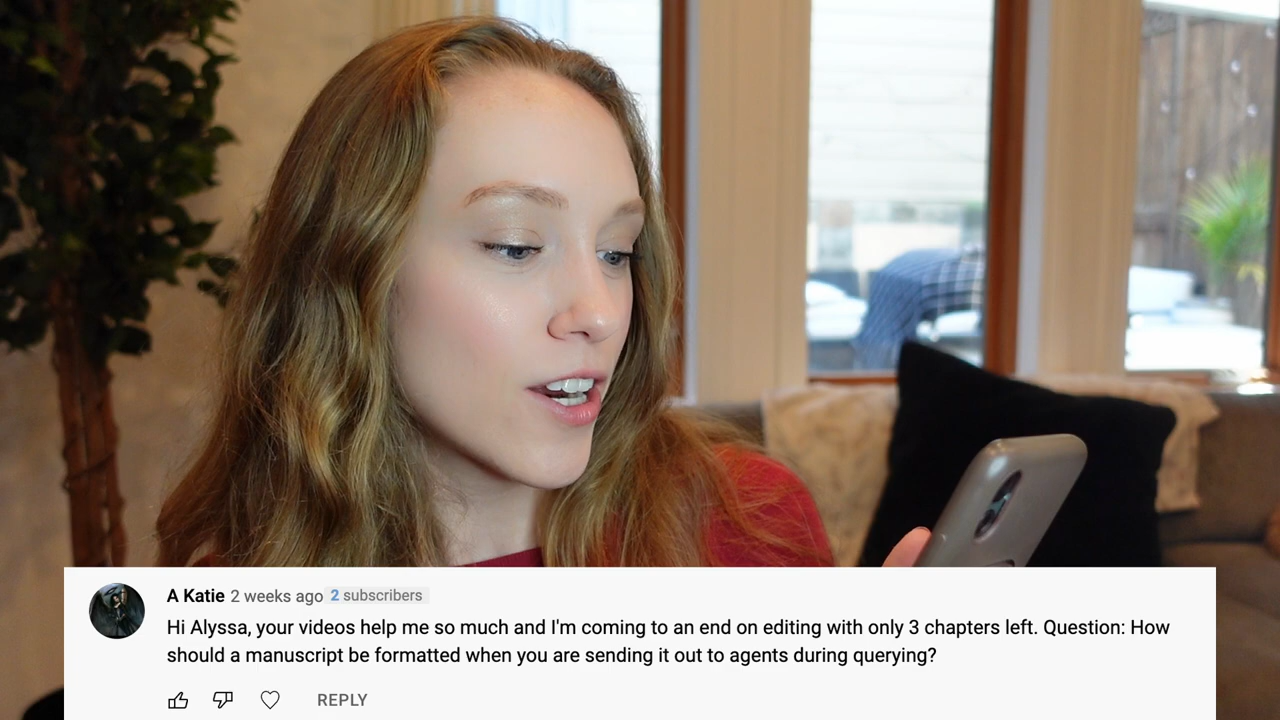 A Katie 2 weeks ago 2 subscribers
Hi Alyssa, your videos help me so much and I'm coming to an end on editing with only 3 chapters left. Question: How
should a manuscript be formatted when you are sending it out to agents during querying?
REPLY